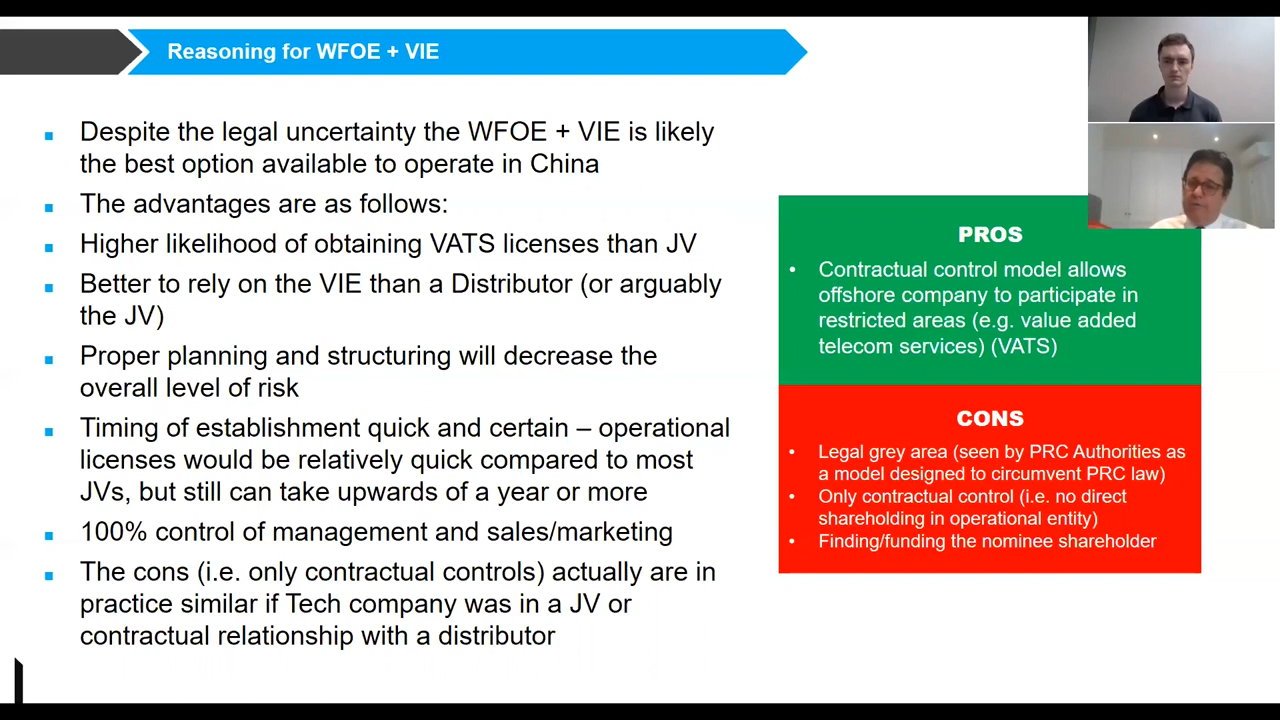 Reasoning for WFOE + VIE
Despite the legal uncertainty the WFOE + VIE is likely
the best option available to operate in China
The advantages are as follows:
Higher likelihood of obtaining VATS licenses than JV
Better to rely on the VIE than a Distributor (or arguably
the JV)
Proper planning and structuring will decrease the
overall level of risk
Timing of establishment quick and certain – operational
licenses would be relatively quick compared to most
JVs, but still can take upwards of a year or more
100% control of management and sales/marketing
The cons (i.e. only contractual controls) actually are in
practice similar if Tech company was in a JV or
contractual relationship with a distributor
PROS
Contractual control model allows
offshore company to participate in
restricted areas (e.g. value added
telecom services) (VATS)
CONS
Legal grey area (seen by PRC Authorities as
a model designed to circumvent PRC law)
Only contractual control (i.e. no direct
shareholding in operational entity)
Finding/funding the nominee shareholder